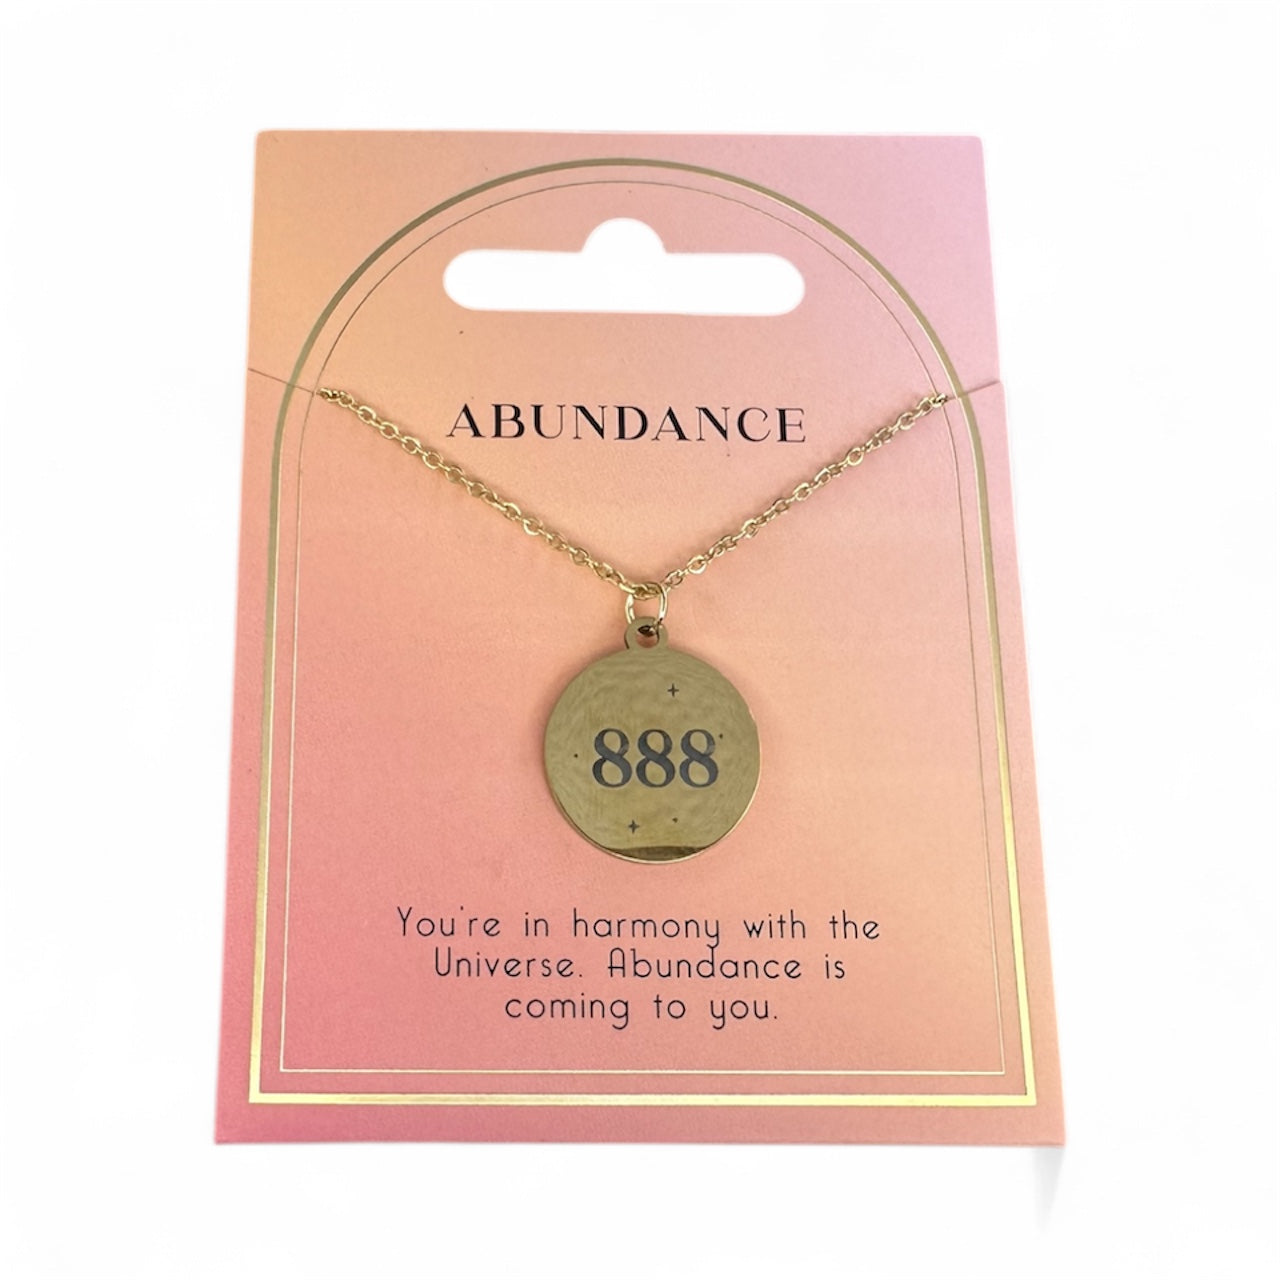 ABUNDANCE
888
You're in harmony with the
Universe. Abundance is
coming to you.